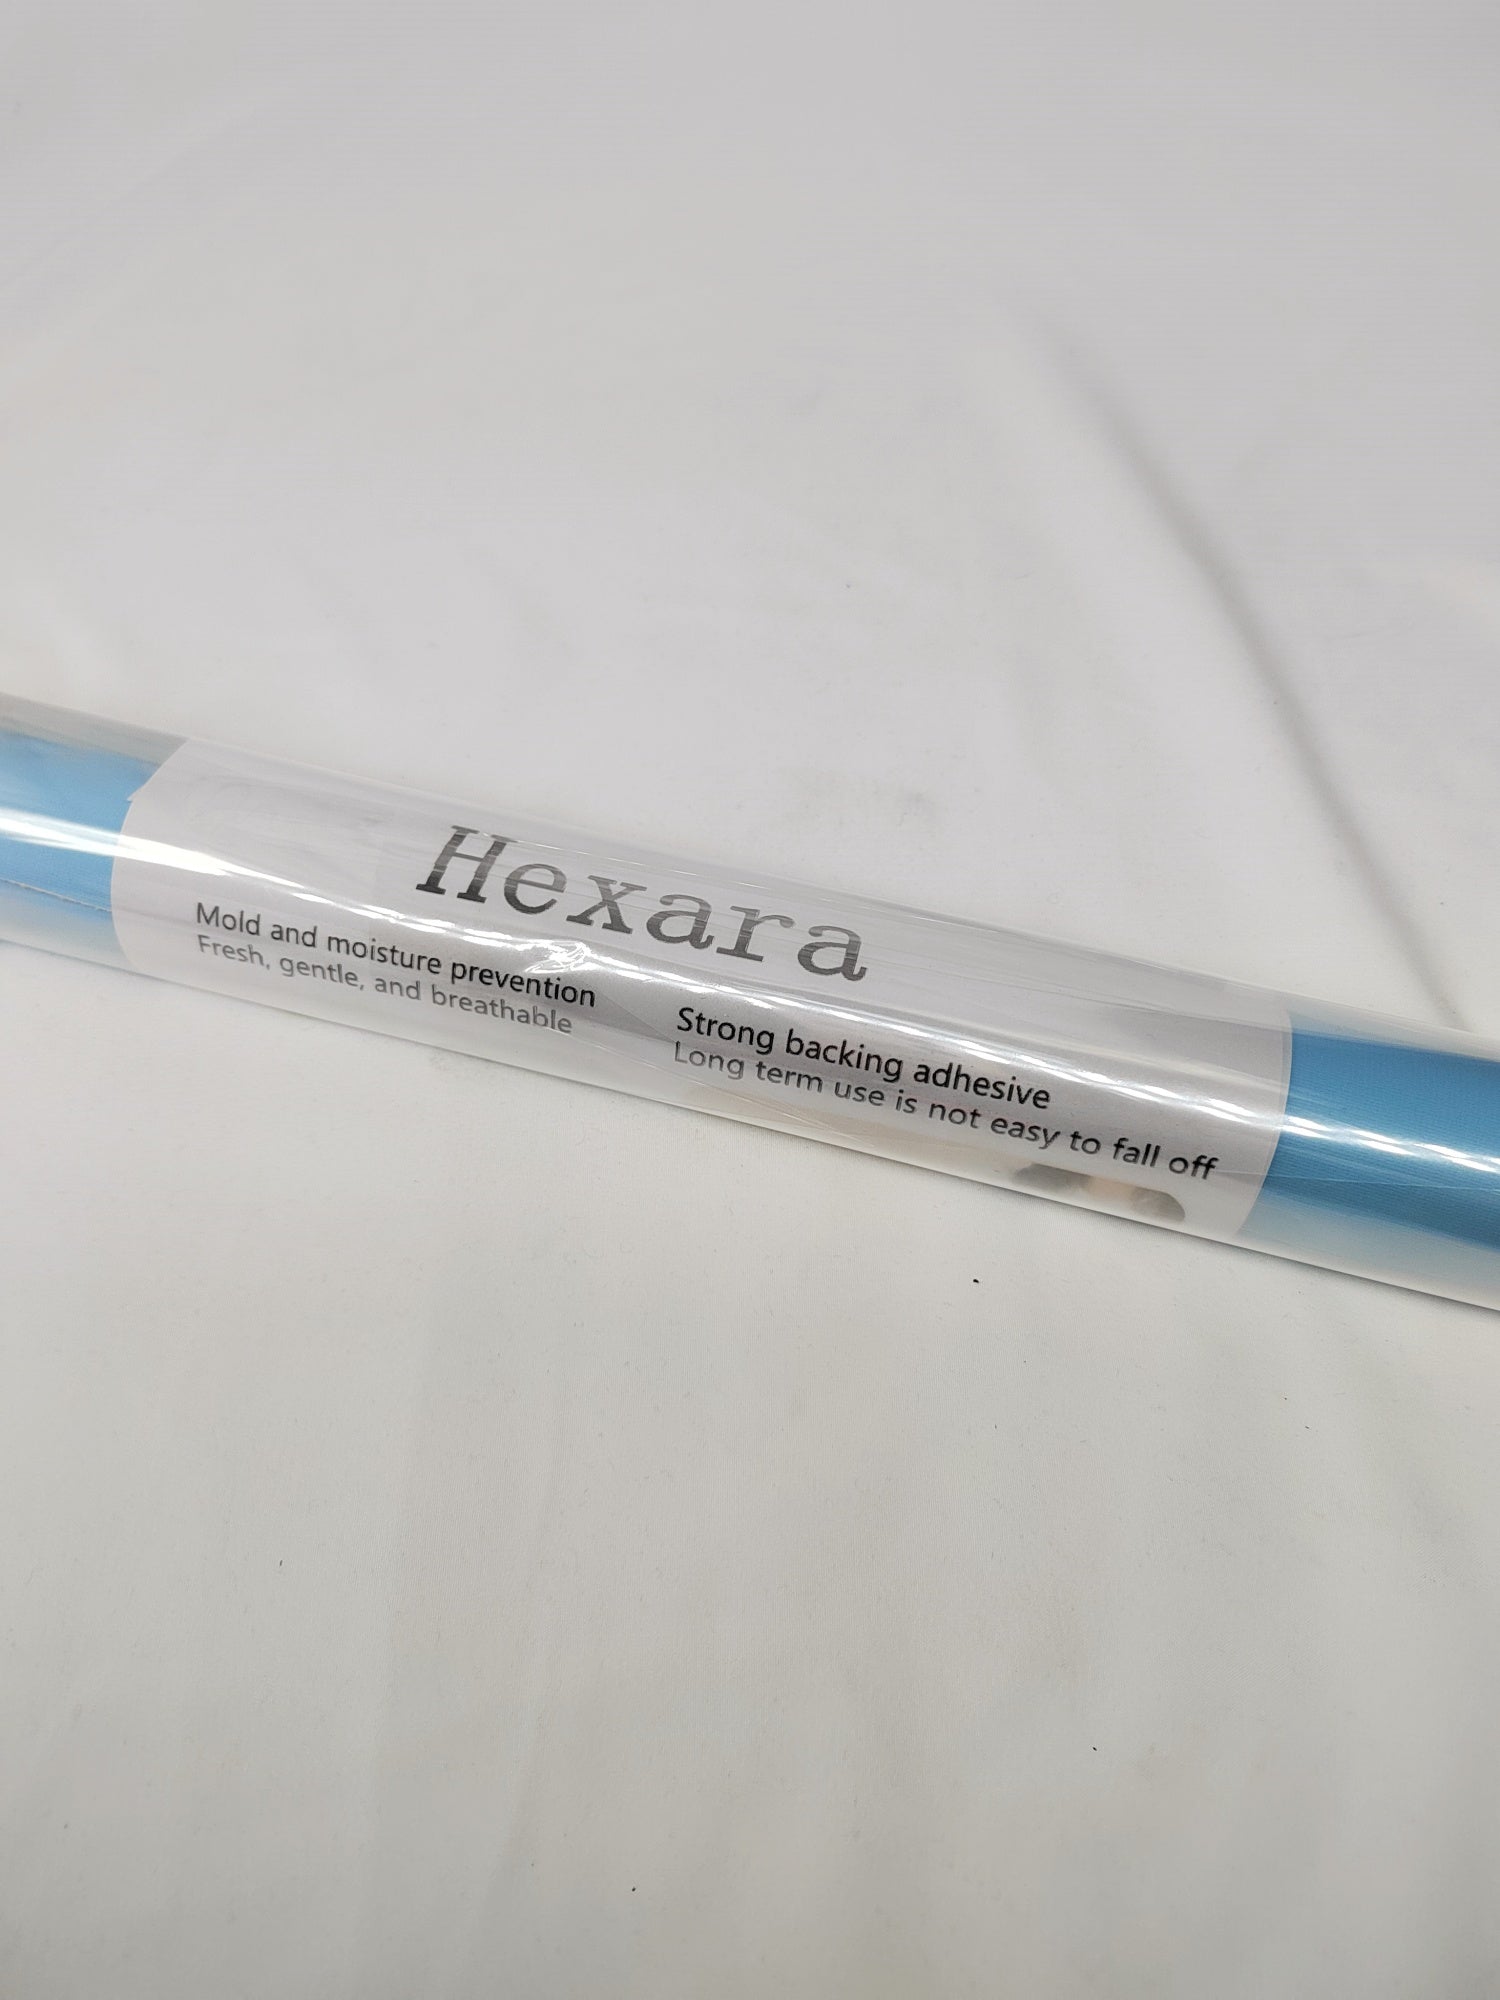 Hexara
Mold and moisture prevention
Fresh, gentle, and breathable
Strong backing adhesive
Long term use is not easy to fall off